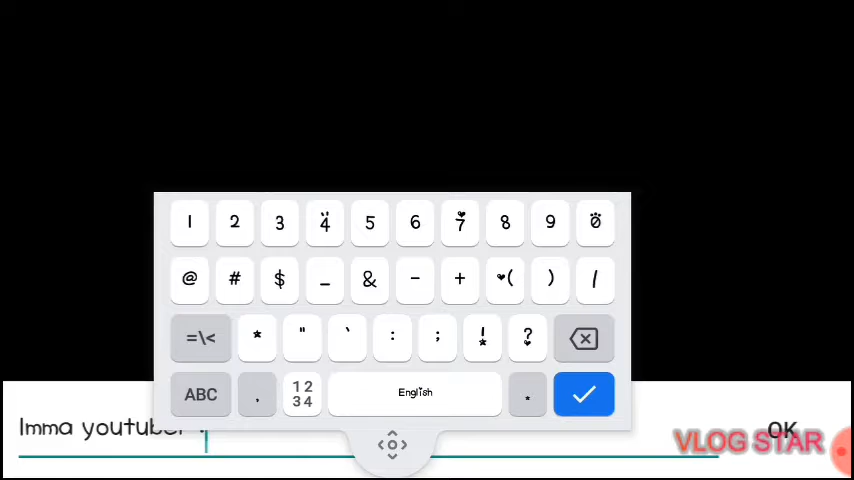 1 2 3 4 5 6 7 8 9 0
@ # $ _ & - + ( ) /
=\< * " ` : ; ! ?
ABC , 12 34 English .
Imma youtuber
OK
VLOG STAR